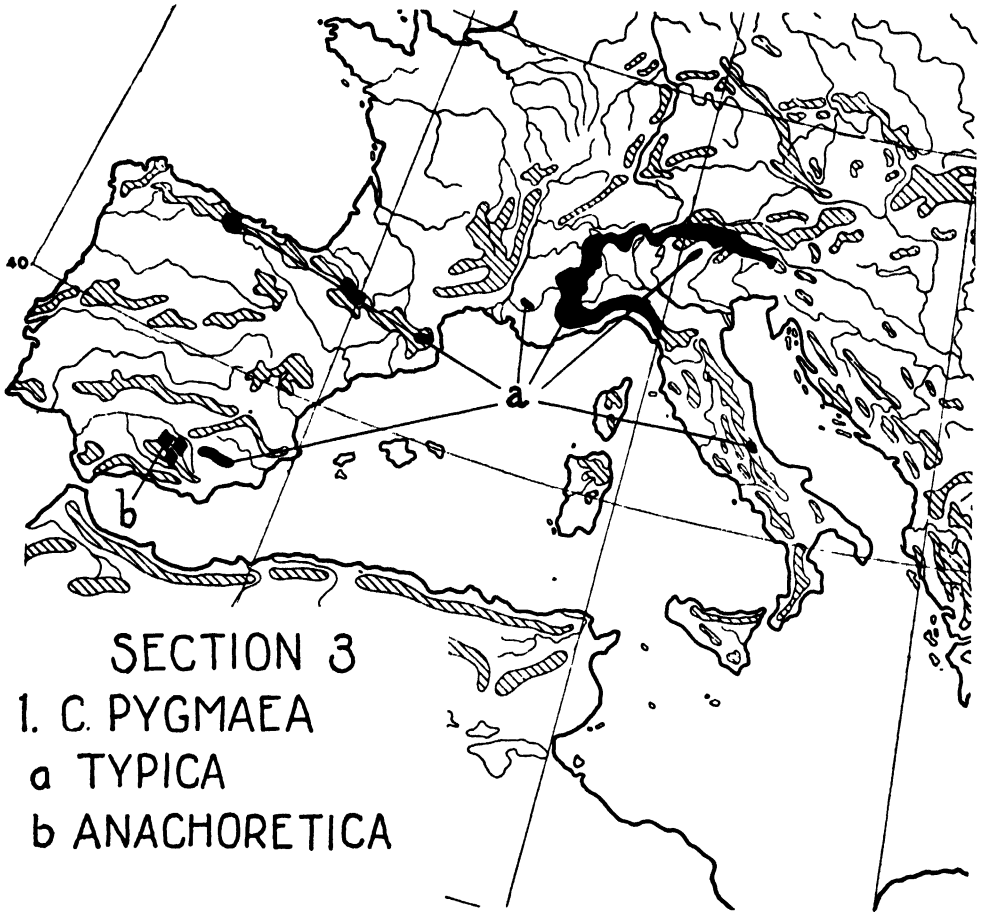 40
a
b
SECTION 3
1. C. PYGMAEA
a TYPICA
b ANACHORETICA